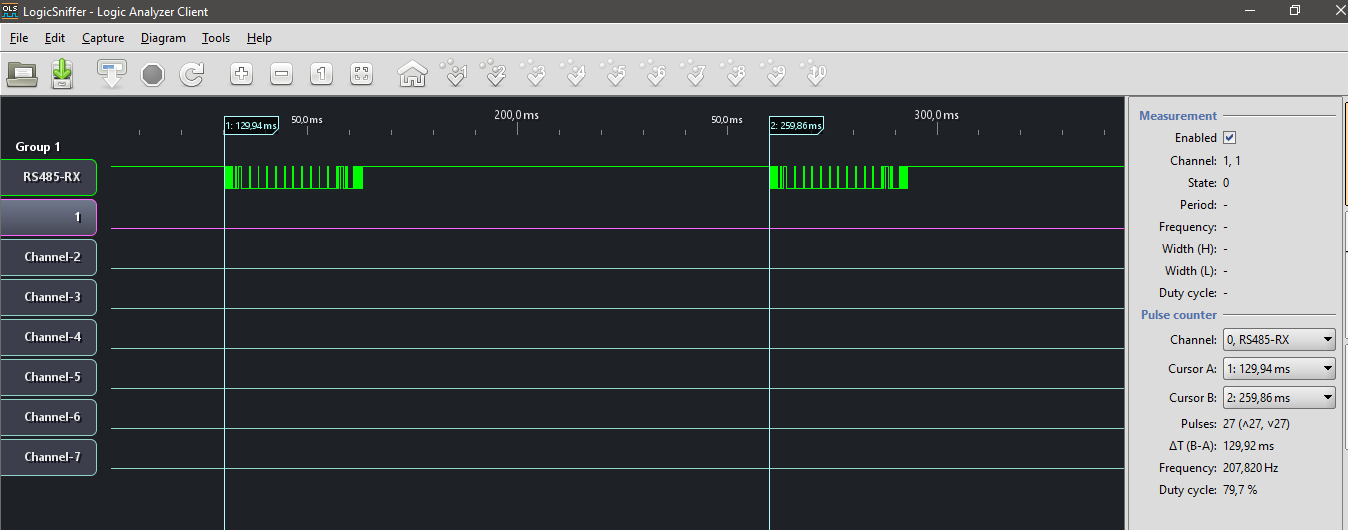 OLS LogicSniffer - Logic Analyzer Client
File Edit Capture Diagram Tools Help
1 1 2 3 4 5 6 7 8 9 10
1: 129,94 ms 50,0 ms 200,0 ms 50,0 ms 2: 259,86 ms 300,0 ms
Group 1
RS485-RX
1
Channel-2
Channel-3
Channel-4
Channel-5
Channel-6
Channel-7
Measurement
Enabled
Channel: 1, 1
State: 0
Period: -
Frequency: -
Width (H): -
Width (L): -
Duty cycle: -
Pulse counter
Channel: 0, RS485-RX
Cursor A: 1: 129,94 ms
Cursor B: 2: 259,86 ms
Pulses: 27 (˄27, ˅27)
ΔT (B-A): 129,92 ms
Frequency: 207,820 Hz
Duty cycle: 79,7 %